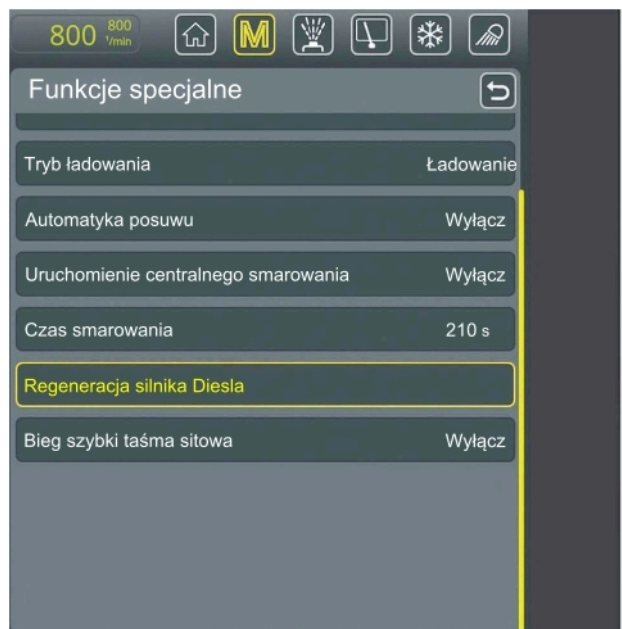 800 800 1/min M
Funkcje specjalne
Tryb ładowania Ładowanie
Automatyka posuwu Wyłącz
Uruchomienie centralnego smarowania Wyłącz
Czas smarowania 210 s
Regeneracja silnika Diesla
Bieg szybki taśma sitowa Wyłącz